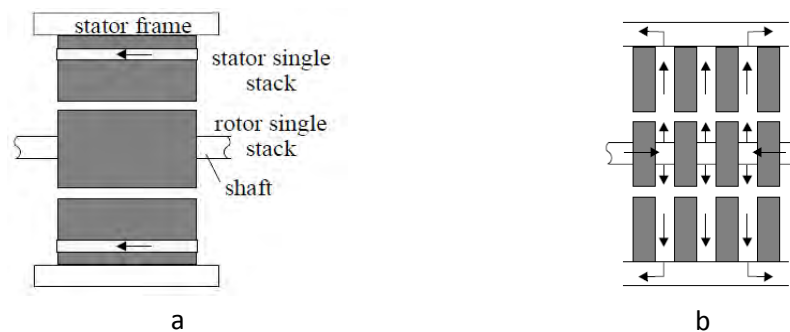 stator frame
stator single
stack
rotor single
stack
shaft
a
b